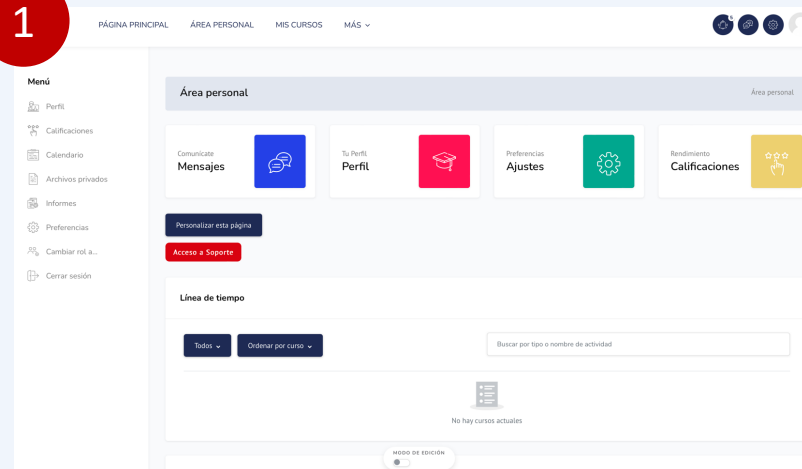 1
PÁGINA PRINCIPAL ÁREA PERSONAL MIS CURSOS MÁS
6
Menú
Perfil
Calificaciones
Calendario
Archivos privados
Informes
Preferencias
Cambiar rol a...
Cerrar sesión
Área personal Área personal
Comunícate
Mensajes
Tu Perfil
Perfil
Preferencias
Ajustes
Rendimiento
Calificaciones
Personalizar esta página
Acceso a Soporte
Línea de tiempo
Todos Ordenar por curso Buscar por tipo o nombre de actividad
No hay cursos actuales
MODO DE EDICIÓN